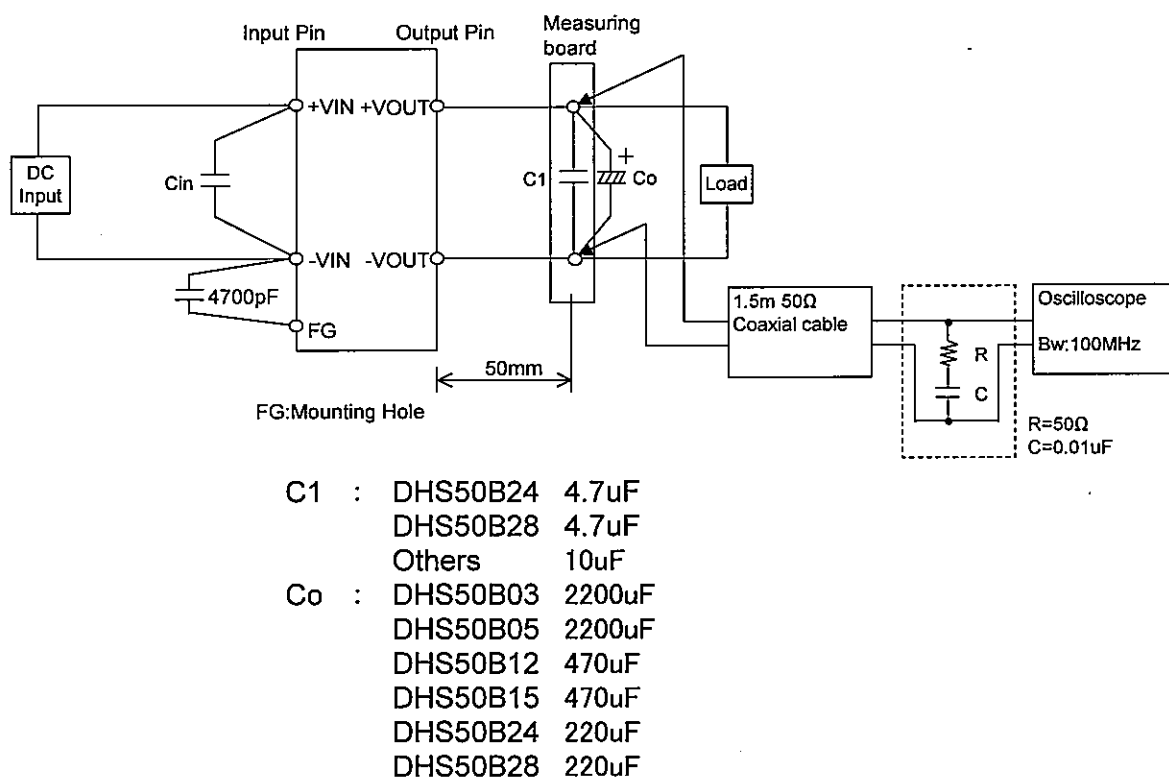 Input Pin
Output Pin
Measuring
board
+VIN +VOUT
DC
Input
Cin
C1
+
Co
Load
-VIN -VOUT
4700pF
FG
50mm
FG:Mounting Hole
1.5m 50Ω
Coaxial cable
R
C
R=50Ω
C=0.01uF
Oscilloscope
Bw:100MHz
C1 : DHS50B24 4.7uF
DHS50B28 4.7uF
Others 10uF
Co : DHS50B03 2200uF
DHS50B05 2200uF
DHS50B12 470uF
DHS50B15 470uF
DHS50B24 220uF
DHS50B28 220uF